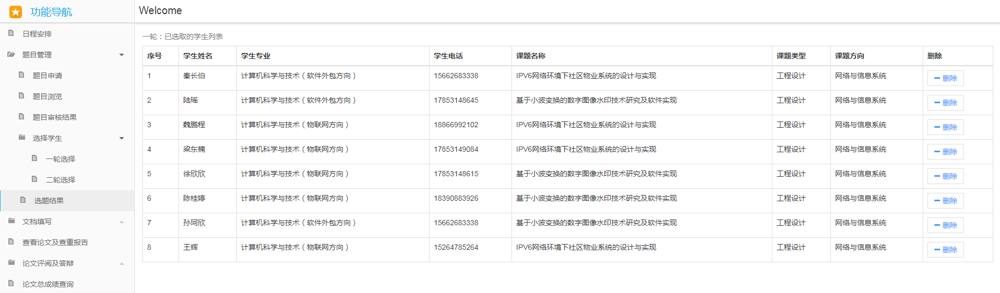 功能导航
Welcome
日程安排
题目管理
题目申请
题目浏览
题目审核结果
选择学生
一轮选择
二轮选择
选题结果
文档填写
查看论文及查重报告
论文评阅及答辩
论文总成绩查询
一轮：已选取的学生列表
序号 学生姓名 学生专业 学生电话 课题名称 课题类型 课题方向 删除
1 秦长伯 计算机科学与技术（软件外包方向） 15662683338 IPV6网络环境下社区物业系统的设计与实现 工程设计 网络与信息系统 删除
2 陆瑶 计算机科学与技术（软件外包方向） 17853148645 基于小波变换的数字图像水印技术研究及软件实现 工程设计 网络与信息系统 删除
3 魏鹏程 计算机科学与技术（物联网方向） 18866992102 IPV6网络环境下社区物业系统的设计与实现 工程设计 网络与信息系统 删除
4 梁东楠 计算机科学与技术（物联网方向） 17853149084 IPV6网络环境下社区物业系统的设计与实现 工程设计 网络与信息系统 删除
5 徐欣欣 计算机科学与技术（物联网方向） 17853148615 基于小波变换的数字图像水印技术研究及软件实现 工程设计 网络与信息系统 删除
6 陈桂婷 计算机科学与技术（物联网方向） 18390883926 基于小波变换的数字图像水印技术研究及软件实现 工程设计 网络与信息系统 删除
7 孙珂欣 计算机科学与技术（软件外包方向） 15662683338 基于小波变换的数字图像水印技术研究及软件实现 工程设计 网络与信息系统 删除
8 王辉 计算机科学与技术（物联网方向） 15264785264 IPV6网络环境下社区物业系统的设计与实现 工程设计 网络与信息系统 删除